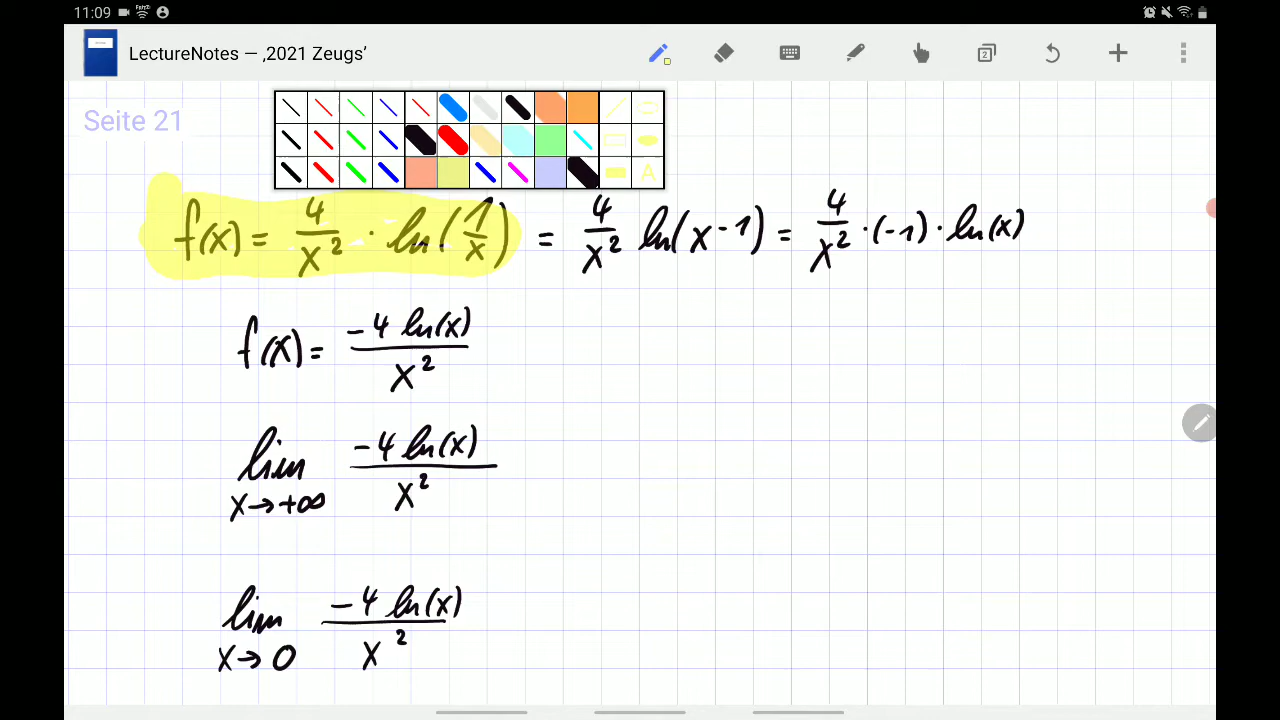 11:09
LectureNotes — ‚2021 Zeugs‘
2
Seite 21
A
f(x) = 4/x² · ln(1/x) = 4/x² ln(x-1) = 4/x² · (-1) · ln(x)
f(x) = -4 ln(x)/x²
lim x→+∞ -4 ln(x)/x²
lim x→0 -4 ln(x)/x²